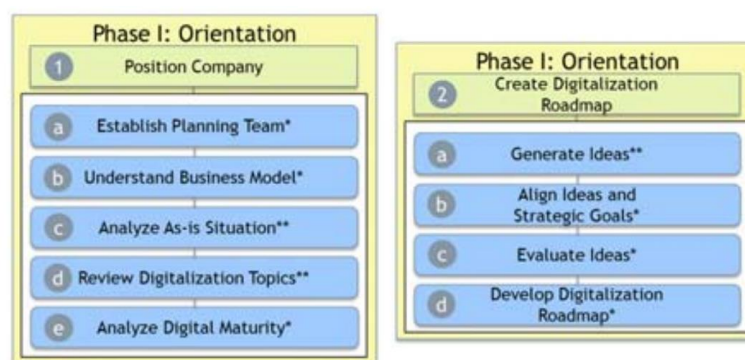 Phase I: Orientation
1 Position Company
a Establish Planning Team*
b Understand Business Model*
c Analyze As-is Situation**
d Review Digitalization Topics**
e Analyze Digital Maturity*
Phase I: Orientation
2 Create Digitalization
Roadmap
a Generate Ideas**
b Align Ideas and
Strategic Goals*
c Evaluate Ideas*
d Develop Digitalization
Roadmap*